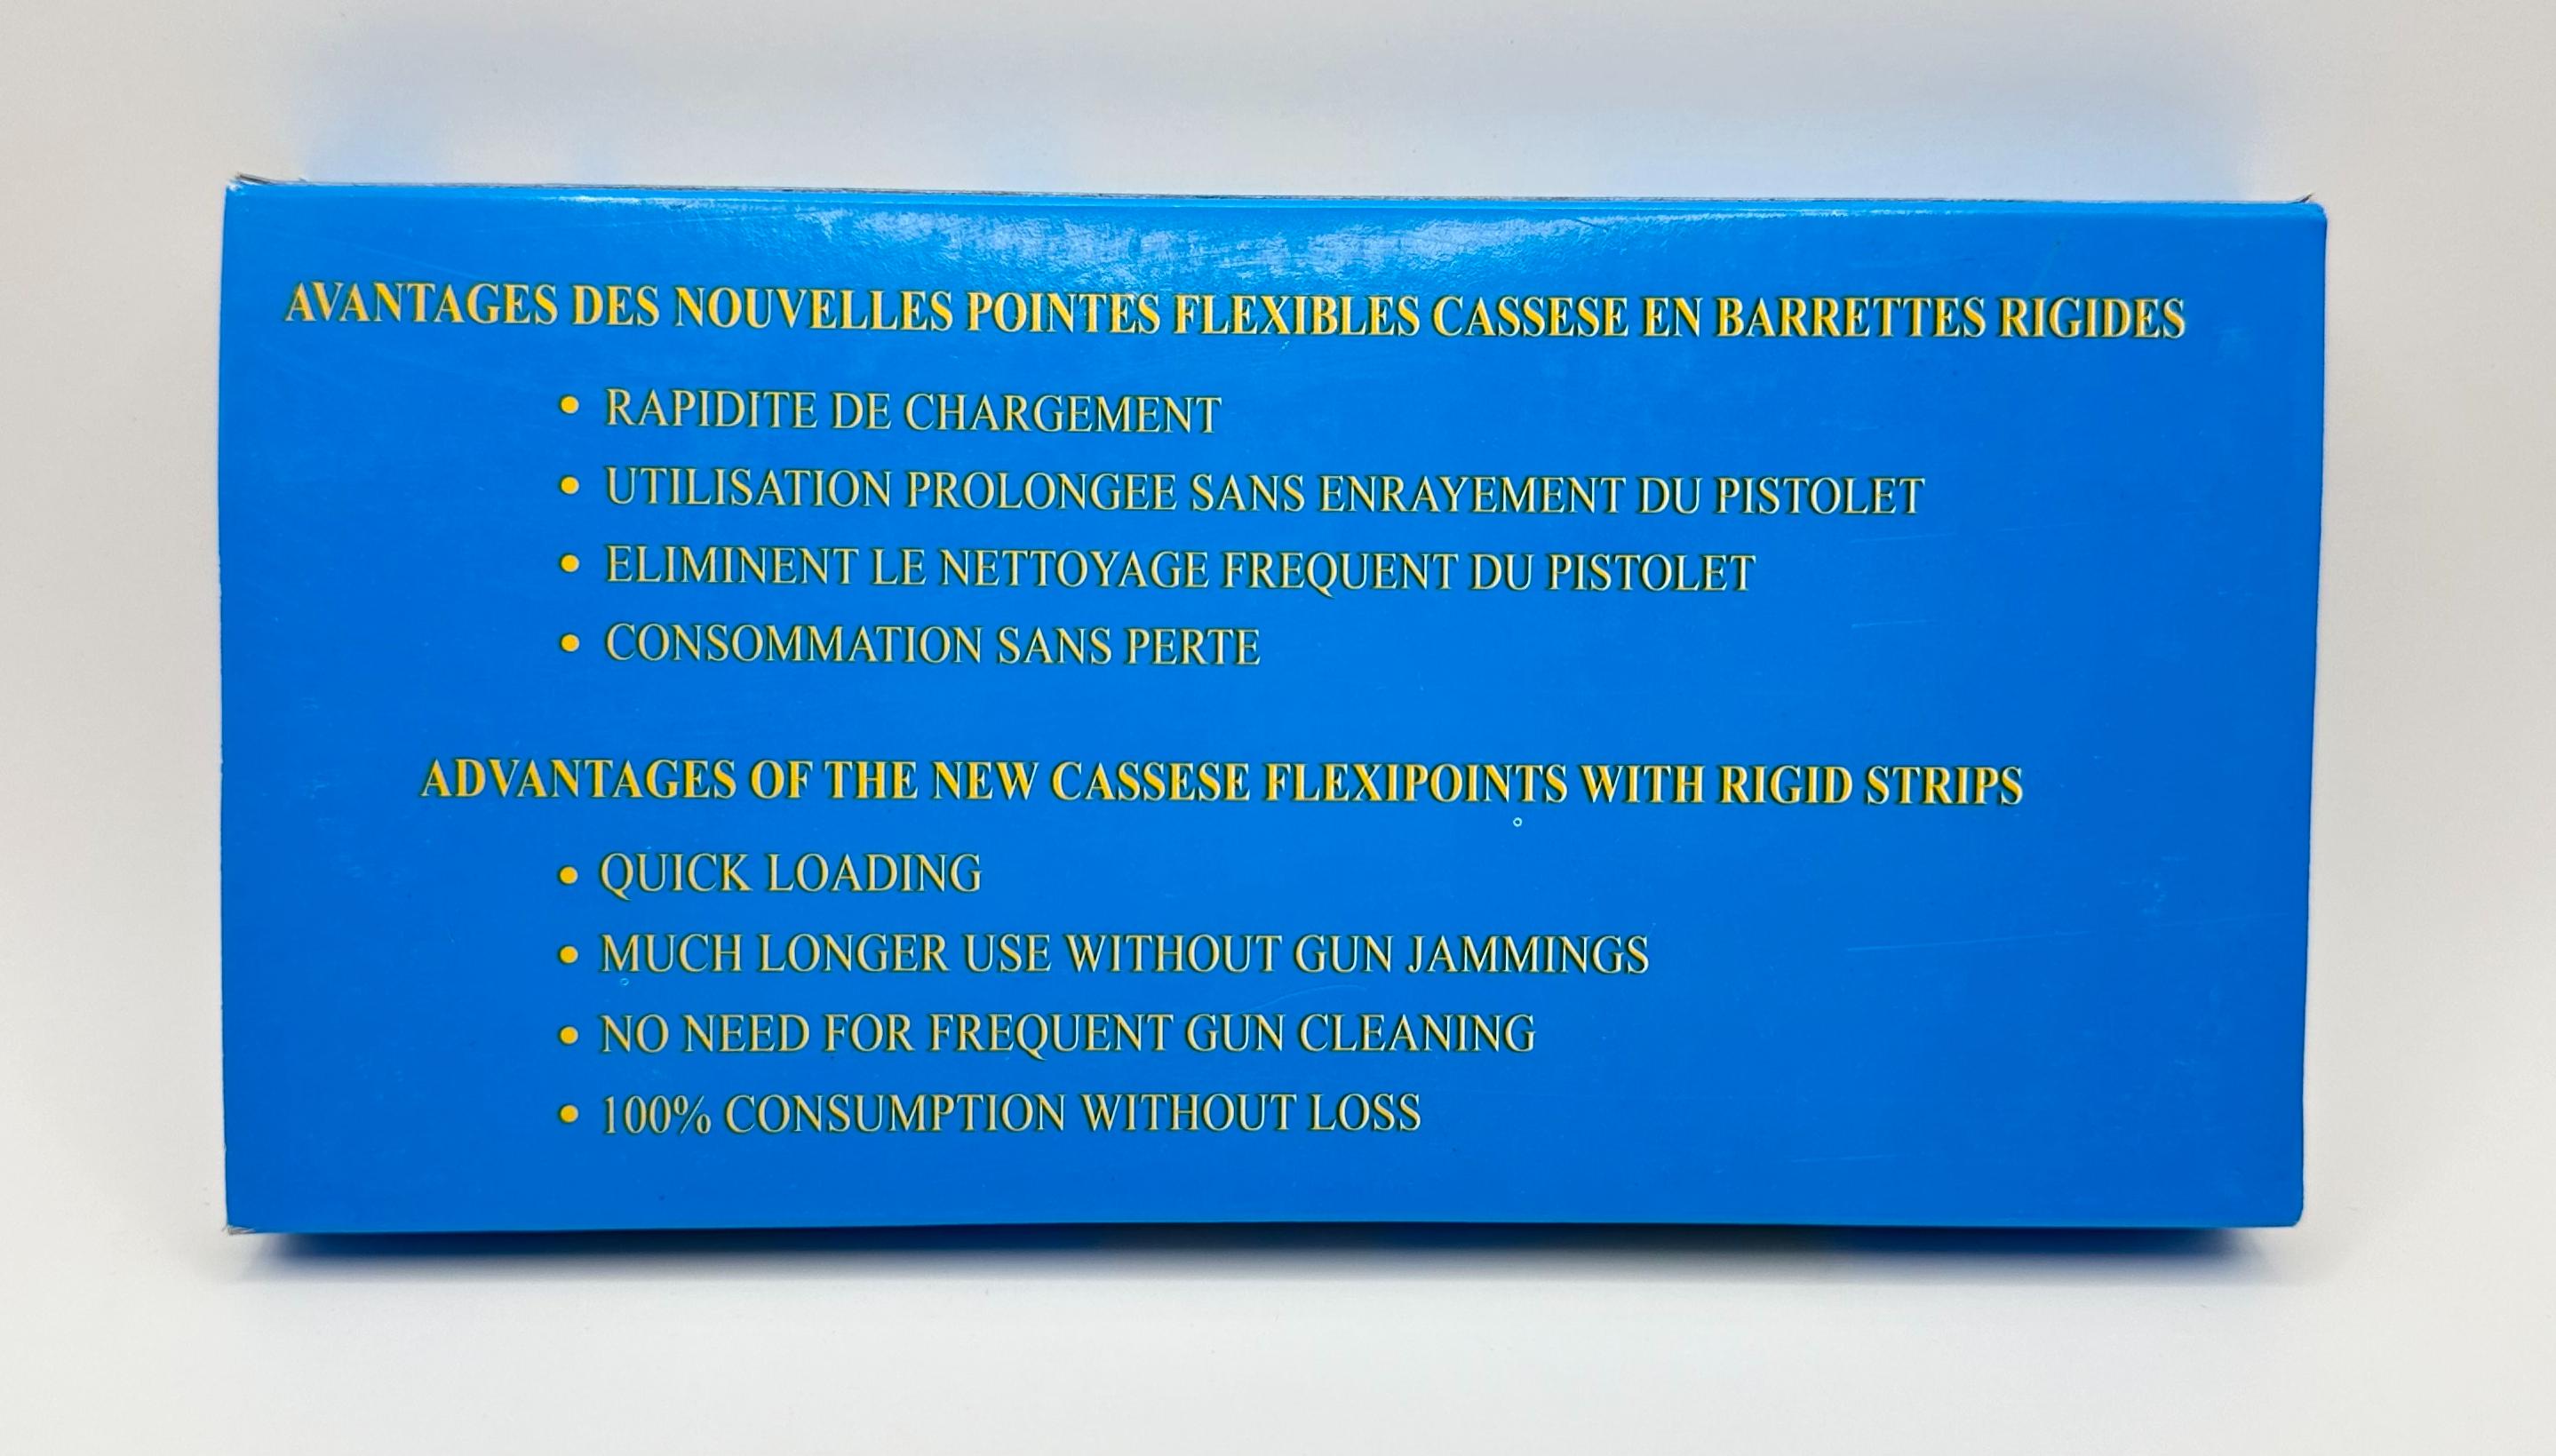 AVANTAGES DES NOUVELLES POINTES FLEXIBLES CASSESE EN BARRETTES RIGIDES
• RAPIDITE DE CHARGEMENT
• UTILISATION PROLONGEE SANS ENRAYEMENT DU PISTOLET
• ELIMINENT LE NETTOYAGE FREQUENT DU PISTOLET
• CONSOMMATION SANS PERTE
ADVANTAGES OF THE NEW CASSESE FLEXIPOINTS WITH RIGID STRIPS
• QUICK LOADING
• MUCH LONGER USE WITHOUT GUN JAMMINGS
• NO NEED FOR FREQUENT GUN CLEANING
• 100% CONSUMPTION WITHOUT LOSS